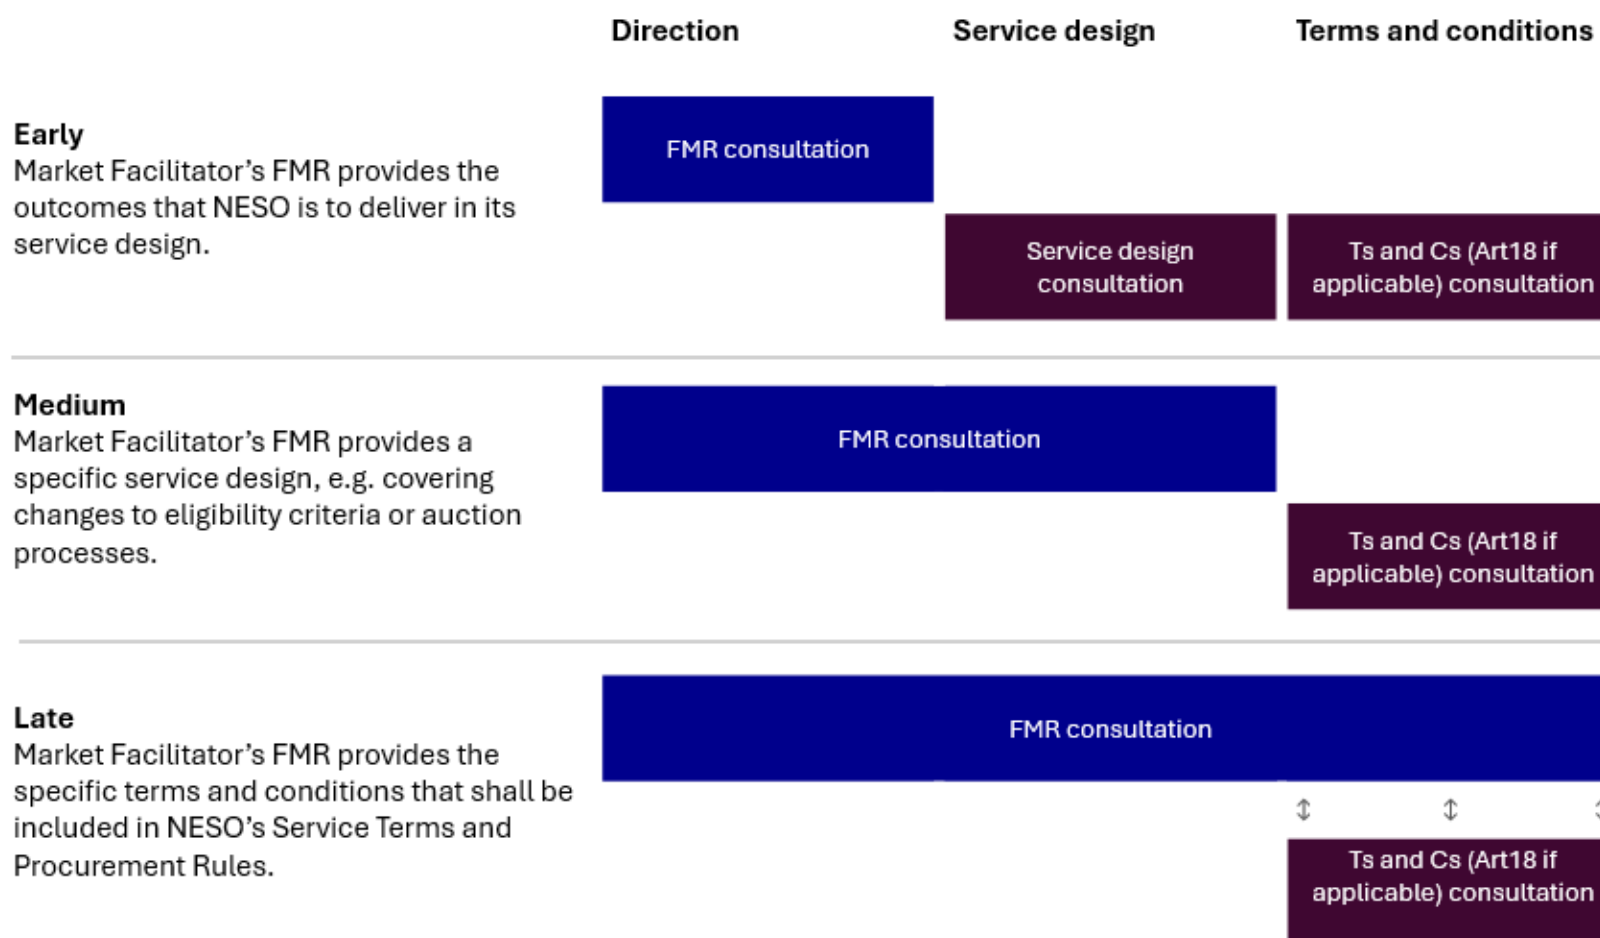 Direction
Service design
Terms and conditions
Early
Market Facilitator’s FMR provides the
outcomes that NESO is to deliver in its
service design.
FMR consultation
Service design
consultation
Ts and Cs (Art18 if
applicable) consultation
Medium
Market Facilitator’s FMR provides a
specific service design, e.g. covering
changes to eligibility criteria or auction
processes.
FMR consultation
Ts and Cs (Art18 if
applicable) consultation
Late
Market Facilitator’s FMR provides the
specific terms and conditions that shall be
included in NESO’s Service Terms and
Procurement Rules.
FMR consultation
Ts and Cs (Art18 if
applicable) consultation